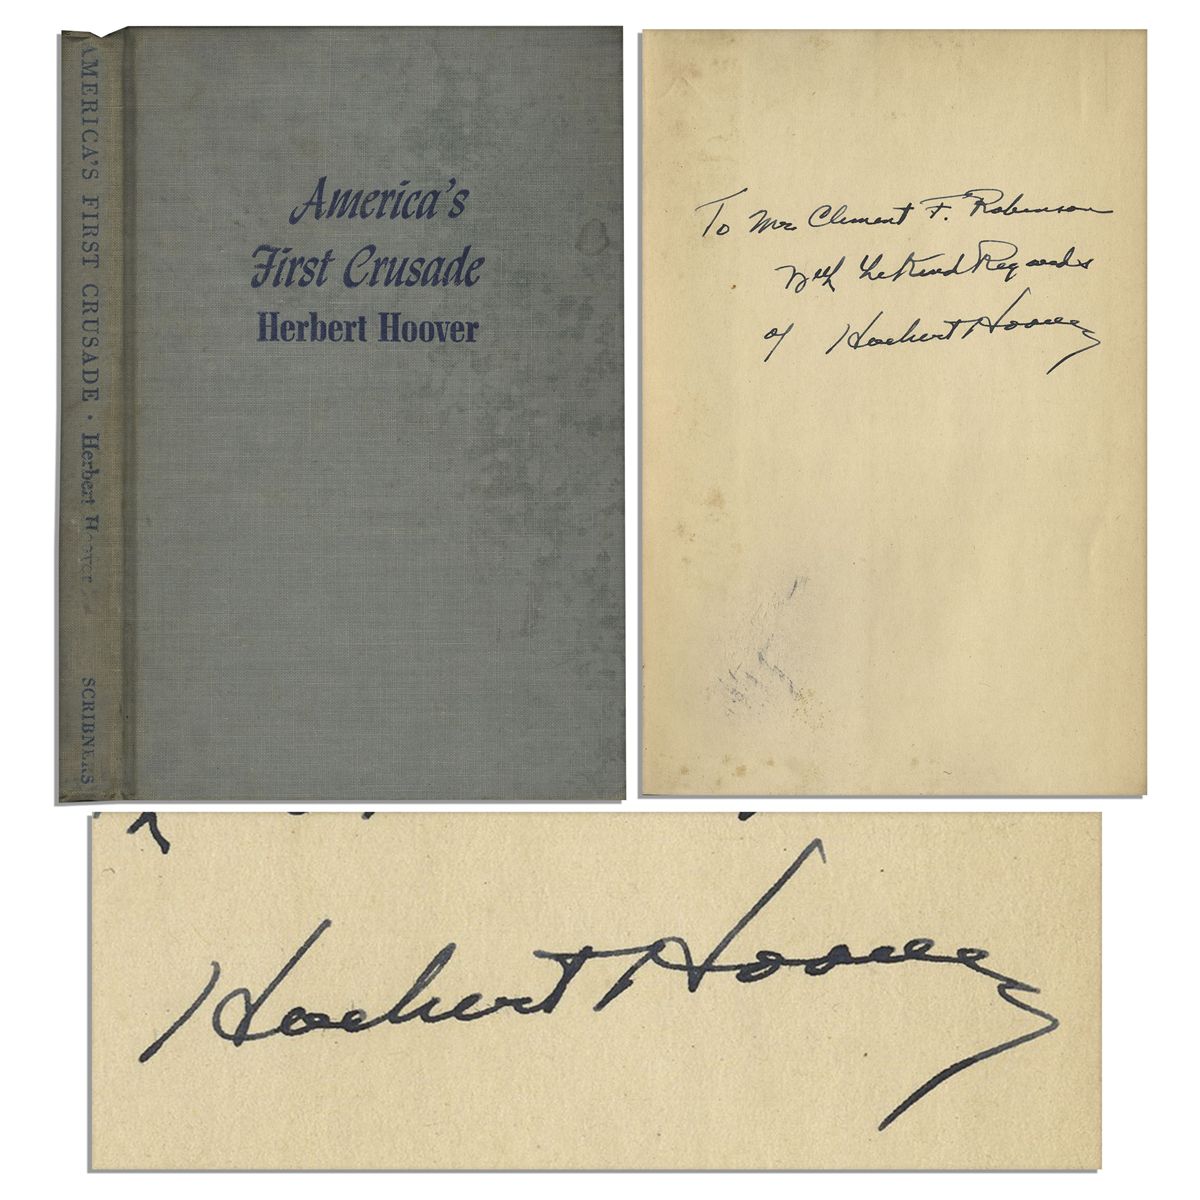 AMERICA'S FIRST CRUSADE · Herbert Hoover
SCRIBNERS
America's
First Crusade
Herbert Hoover
To Mr. Clement F. Robinson
With The Kind Regards
of Herbert Hoover
Herbert Hoover